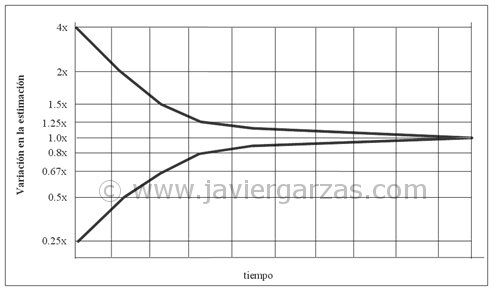 4x
2x
1.5x
1.25x
1.0x
0.8x
0.67x
0.5x
0.25x
Variación en la estimación
© www.javiergarzas.com
tiempo